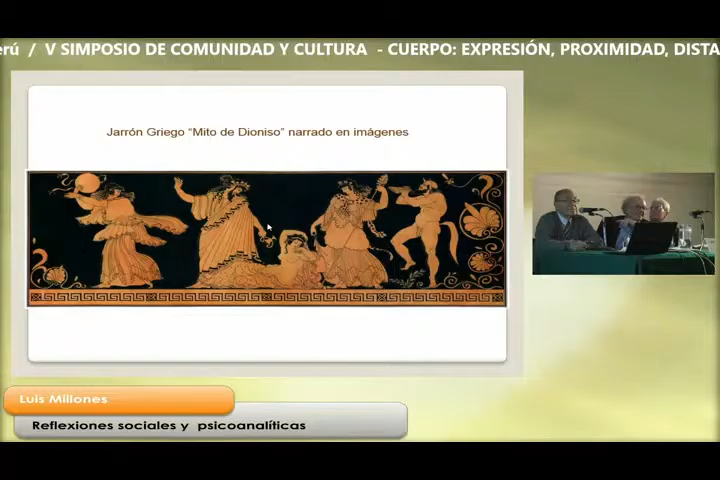 erú / V SIMPOSIO DE COMUNIDAD Y CULTURA - CUERPO: EXPRESIÓN, PROXIMIDAD, DISTA
Jarrón Griego “Mito de Dioniso” narrado en imágenes
Luis Millones
Reflexiones sociales y psicoanalíticas